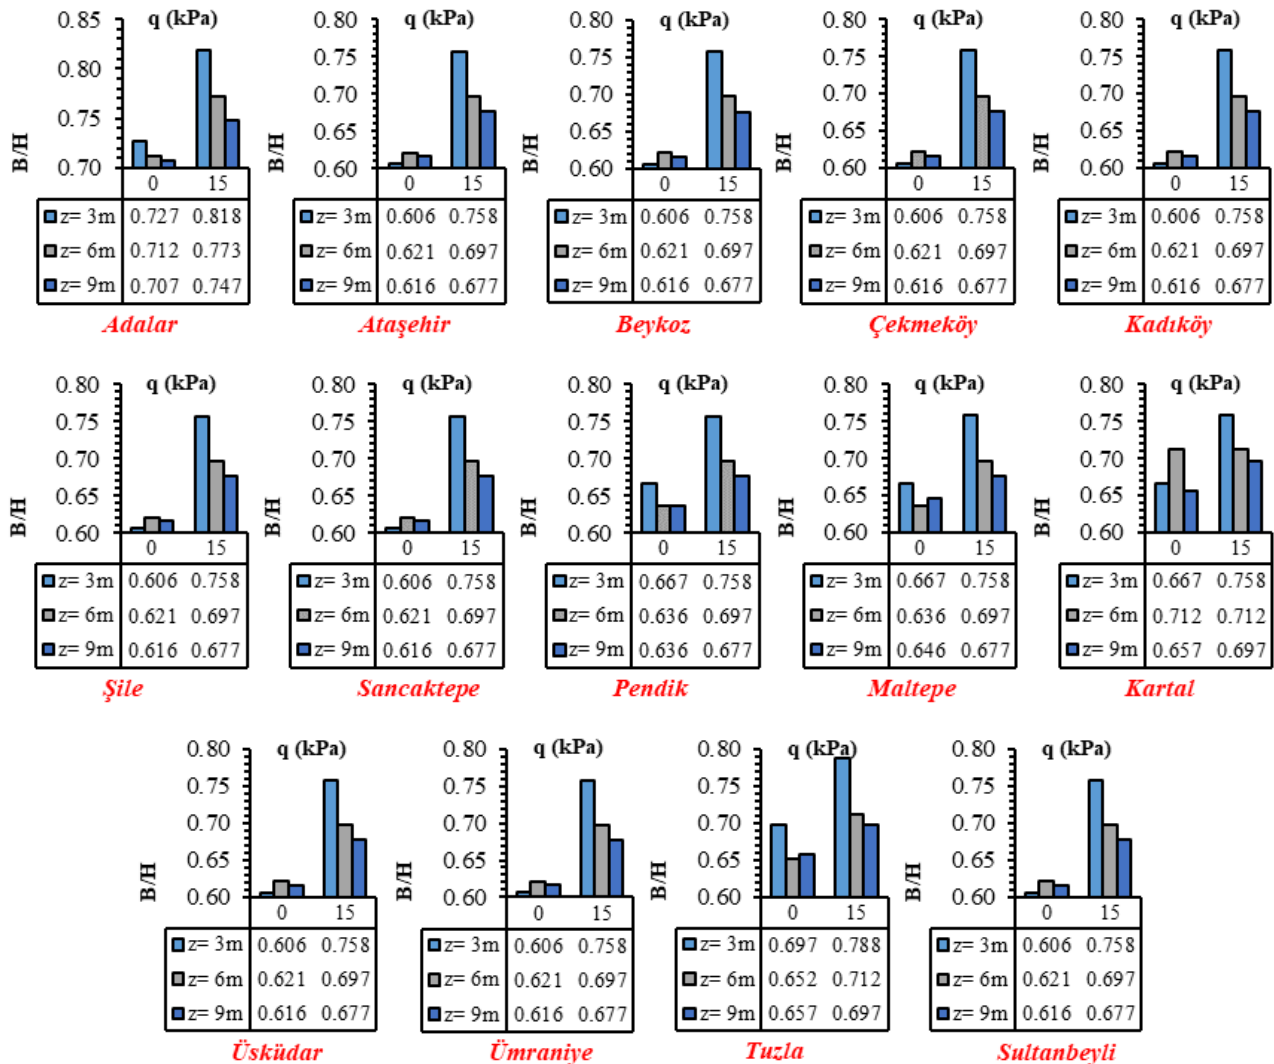 q (kPa)
B/H
0.85
0.80
0.75
0.70
0 15
z= 3m 0.727 0.818
z= 6m 0.712 0.773
z= 9m 0.707 0.747
Adalar
q (kPa)
B/H
0.80
0.75
0.70
0.65
0.60
0 15
z= 3m 0.606 0.758
z= 6m 0.621 0.697
z= 9m 0.616 0.677
Ataşehir
q (kPa)
B/H
0.80
0.75
0.70
0.65
0.60
0 15
z= 3m 0.606 0.758
z= 6m 0.621 0.697
z= 9m 0.616 0.677
Beykoz
q (kPa)
B/H
0.80
0.75
0.70
0.65
0.60
0 15
z= 3m 0.606 0.758
z= 6m 0.621 0.697
z= 9m 0.616 0.677
Çekmeköy
q (kPa)
B/H
0.80
0.75
0.70
0.65
0.60
0 15
z= 3m 0.606 0.758
z= 6m 0.621 0.697
z= 9m 0.616 0.677
Kadıköy
q (kPa)
B/H
0.80
0.75
0.70
0.65
0.60
0 15
z= 3m 0.606 0.758
z= 6m 0.621 0.697
z= 9m 0.616 0.677
Şile
q (kPa)
B/H
0.80
0.75
0.70
0.65
0.60
0 15
z= 3m 0.606 0.758
z= 6m 0.621 0.697
z= 9m 0.616 0.677
Sancaktepe
q (kPa)
B/H
0.80
0.75
0.70
0.65
0.60
0 15
z= 3m 0.667 0.758
z= 6m 0.636 0.697
z= 9m 0.636 0.677
Pendik
q (kPa)
B/H
0.80
0.75
0.70
0.65
0.60
0 15
z= 3m 0.667 0.758
z= 6m 0.636 0.697
z= 9m 0.646 0.677
Maltepe
q (kPa)
B/H
0.80
0.75
0.70
0.65
0.60
0 15
z= 3m 0.667 0.758
z= 6m 0.712 0.712
z= 9m 0.657 0.697
Kartal
q (kPa)
B/H
0.80
0.75
0.70
0.65
0.60
0 15
z= 3m 0.606 0.758
z= 6m 0.621 0.697
z= 9m 0.616 0.677
Üsküdar
q (kPa)
B/H
0.80
0.75
0.70
0.65
0.60
0 15
z= 3m 0.606 0.758
z= 6m 0.621 0.697
z= 9m 0.616 0.677
Ümraniye
q (kPa)
B/H
0.80
0.75
0.70
0.65
0.60
0 15
z= 3m 0.697 0.788
z= 6m 0.652 0.712
z= 9m 0.657 0.697
Tuzla
q (kPa)
B/H
0.80
0.75
0.70
0.65
0.60
0 15
z= 3m 0.606 0.758
z= 6m 0.621 0.697
z= 9m 0.616 0.677
Sultanbeyli